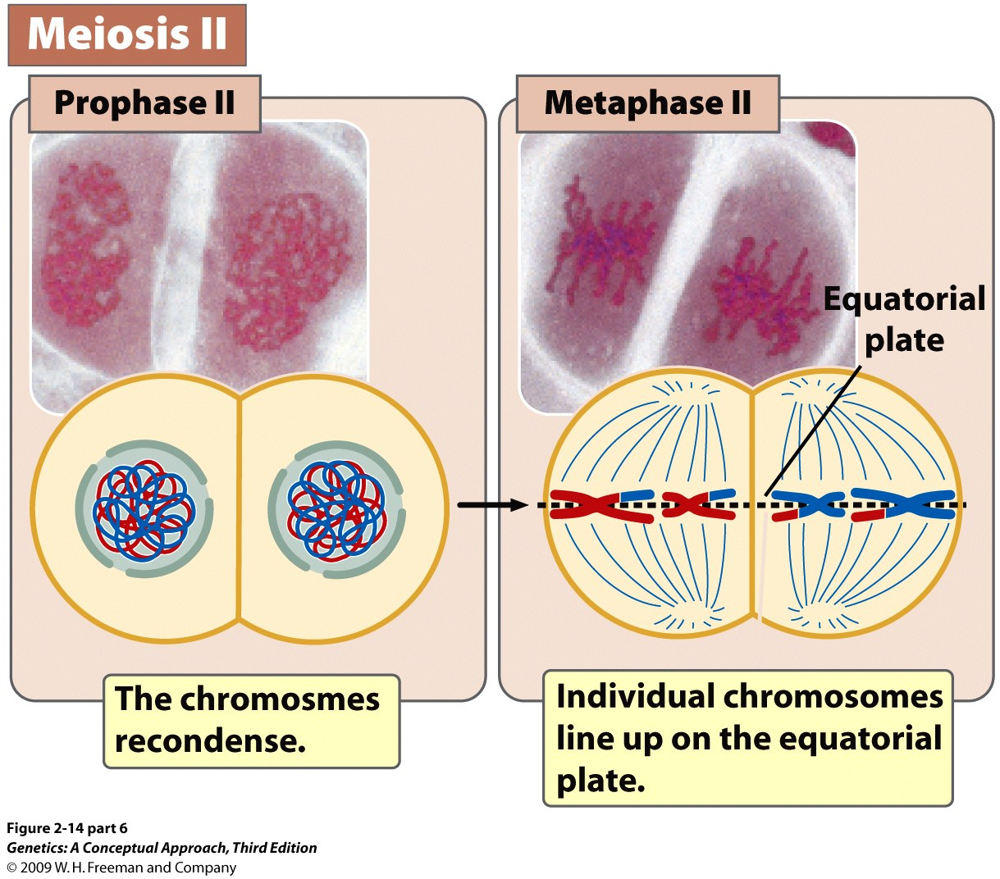 Meiosis II
Prophase II
Metaphase II
Equatorial
plate
The chromosmes
recondense.
Individual chromosomes
line up on the equatorial
plate.
Figure 2-14 part 6
Genetics: A Conceptual Approach, Third Edition
© 2009 W. H. Freeman and Company